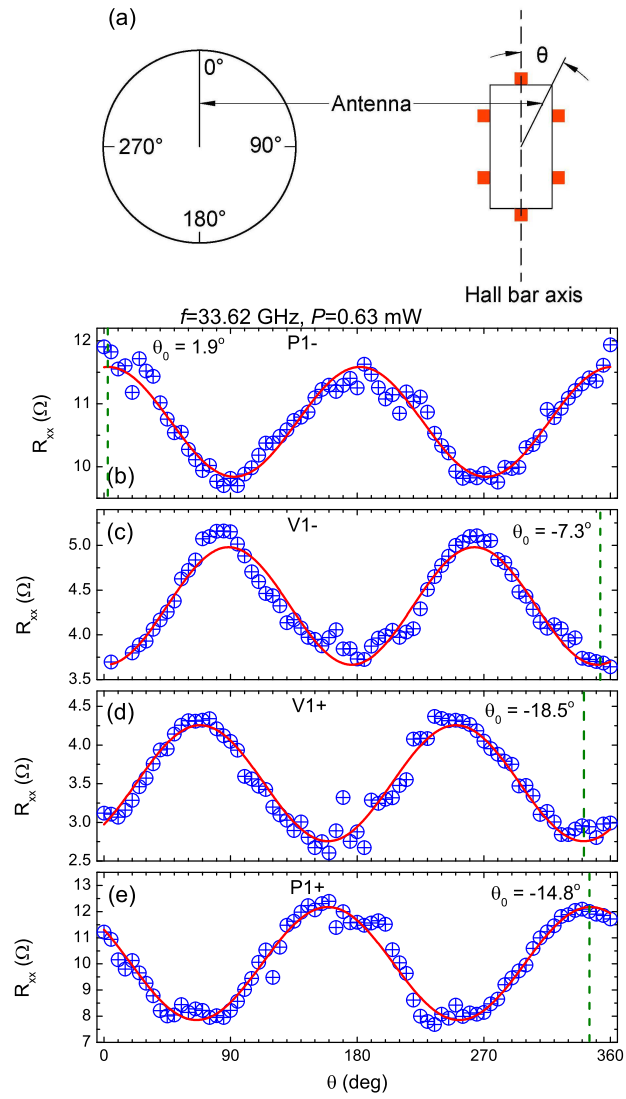 (a)
0°
θ
Antenna
270°
90°
180°
Hall bar axis
f=33.62 GHz, P=0.63 mW
12
θ₀ = 1.9°
P1-
11
Rxx (Ω)
10
(b)
(c)
V1-
θ₀ = -7.3°
5.0
4.5
Rxx (Ω)
4.0
3.5
(d)
V1+
θ₀ = -18.5°
4.5
4.0
Rxx (Ω)
3.5
3.0
2.5
13
(e)
P1+
θ₀ = -14.8°
12
11
Rxx (Ω)
10
9
8
7
0 90 180 270 360
θ (deg)